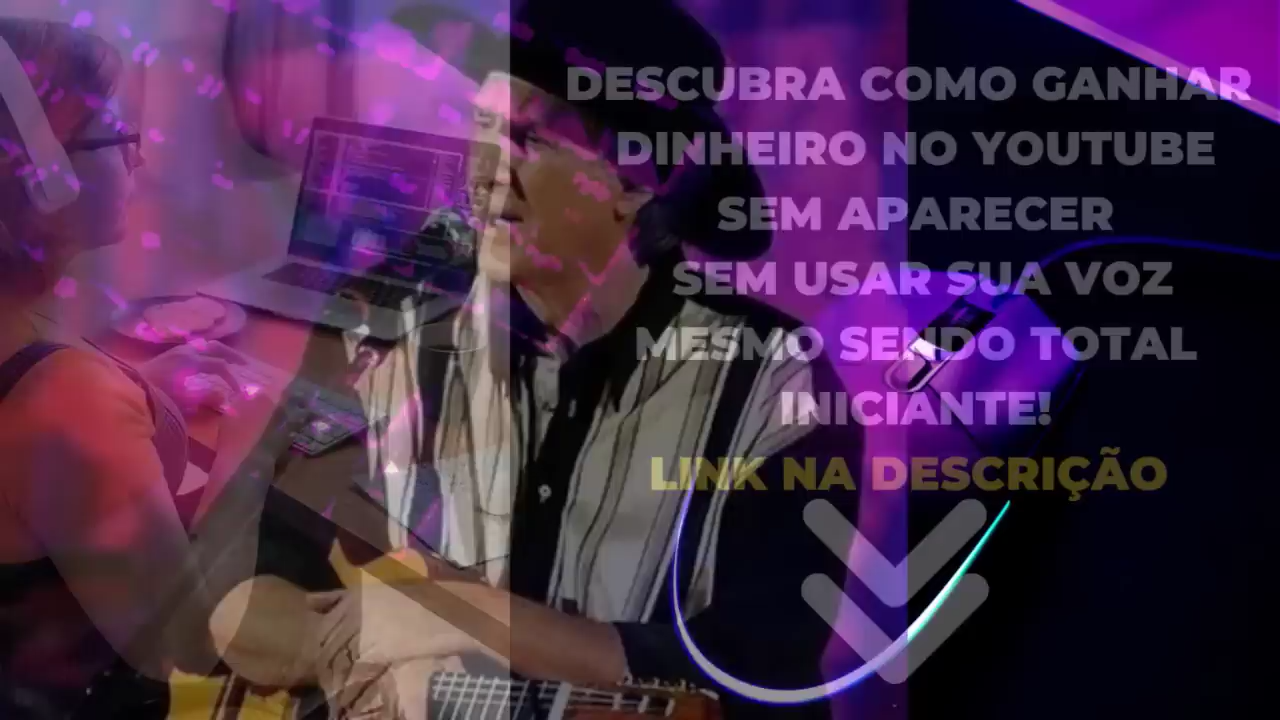 DESCUBRA COMO GANHAR
DINHEIRO NO YOUTUBE
SEM APARECER
SEM USAR SUA VOZ
MESMO SENDO TOTAL
INICIANTE!
LINK NA DESCRIÇÃO